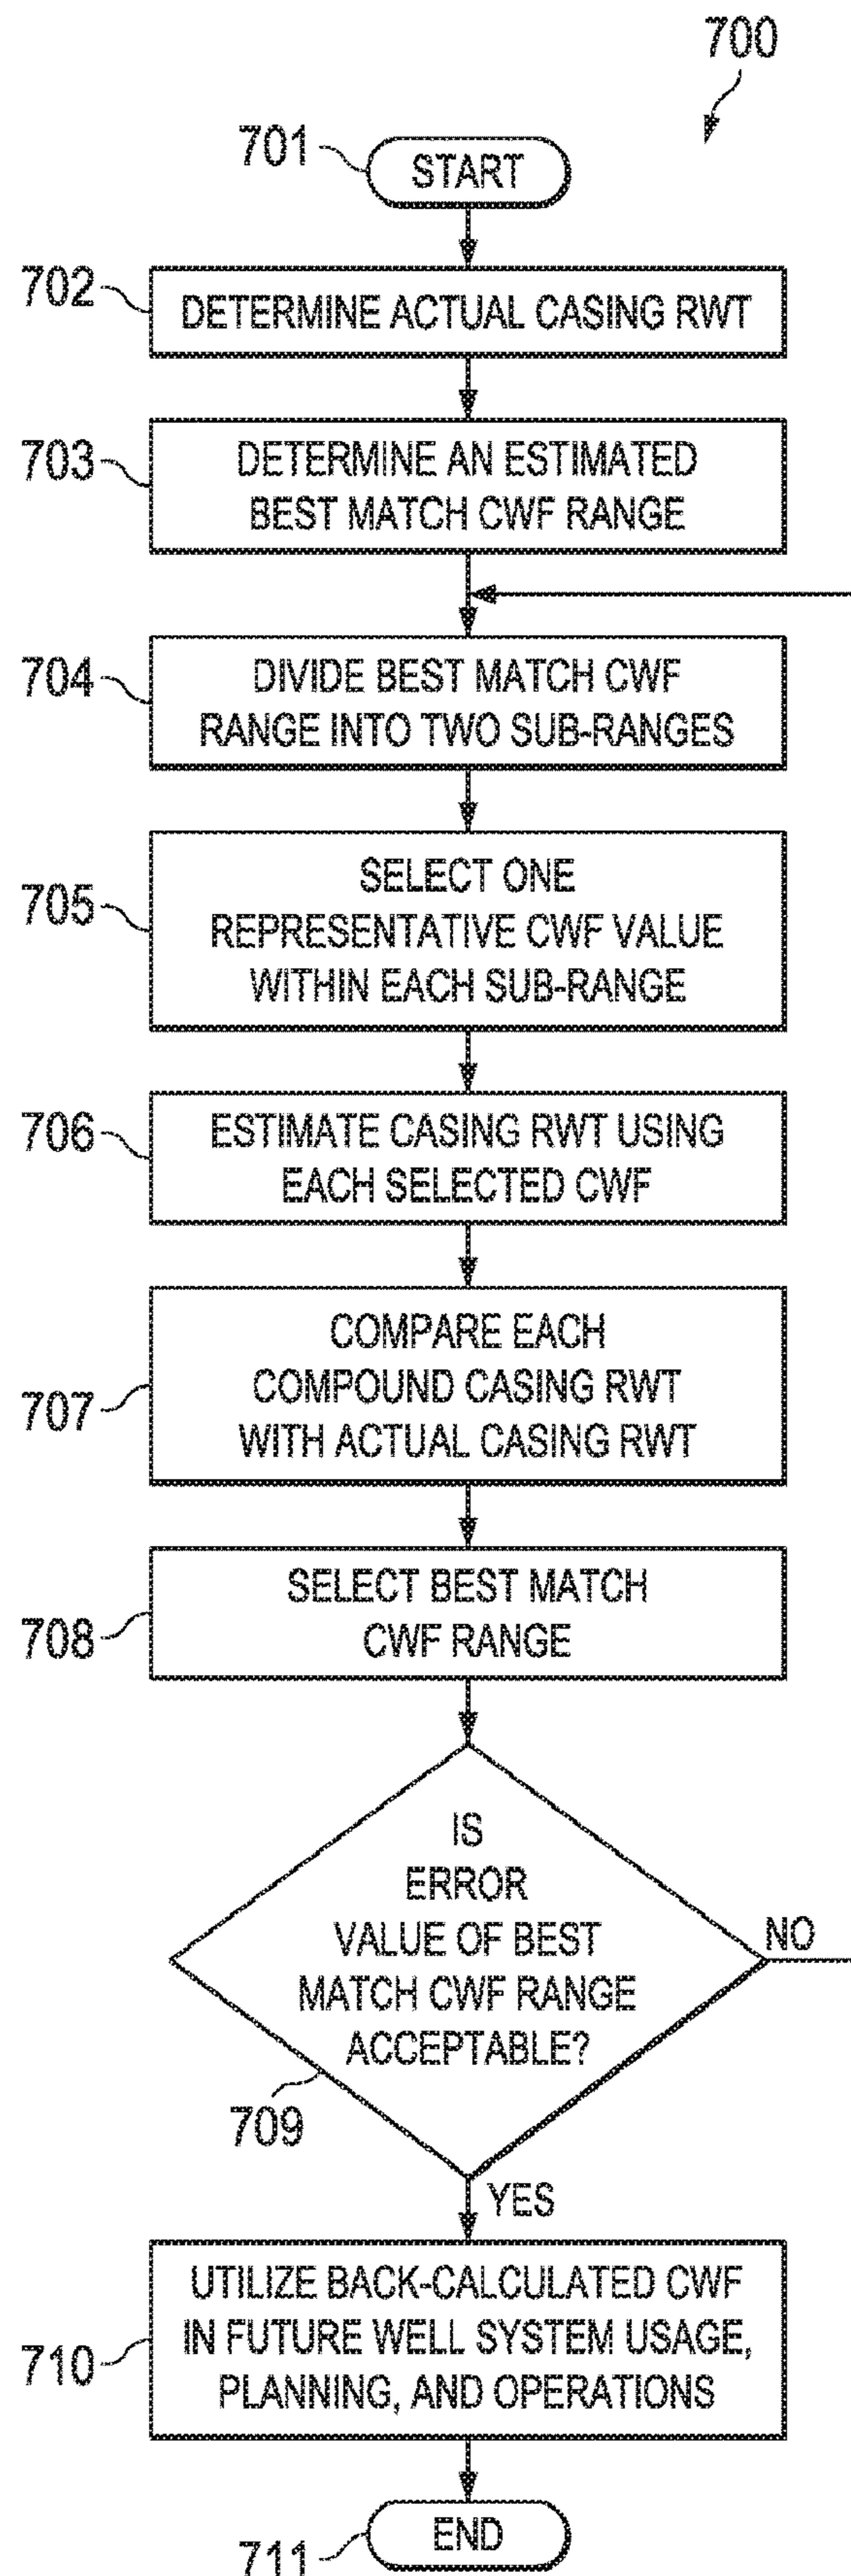 700
701
START
702
DETERMINE ACTUAL CASING RWT
703
DETERMINE AN ESTIMATED
BEST MATCH CWF RANGE
704
DIVIDE BEST MATCH CWF
RANGE INTO TWO SUB-RANGES
705
SELECT ONE
REPRESENTATIVE CWF VALUE
WITHIN EACH SUB-RANGE
706
ESTIMATE CASING RWT USING
EACH SELECTED CWF
707
COMPARE EACH
COMPOUND CASING RWT
WITH ACTUAL CASING RWT
708
SELECT BEST MATCH
CWF RANGE
IS
ERROR
VALUE OF BEST
MATCH CWF RANGE
ACCEPTABLE?
NO
709
YES
710
UTILIZE BACK-CALCULATED CWF
IN FUTURE WELL SYSTEM USAGE,
PLANNING, AND OPERATIONS
711
END